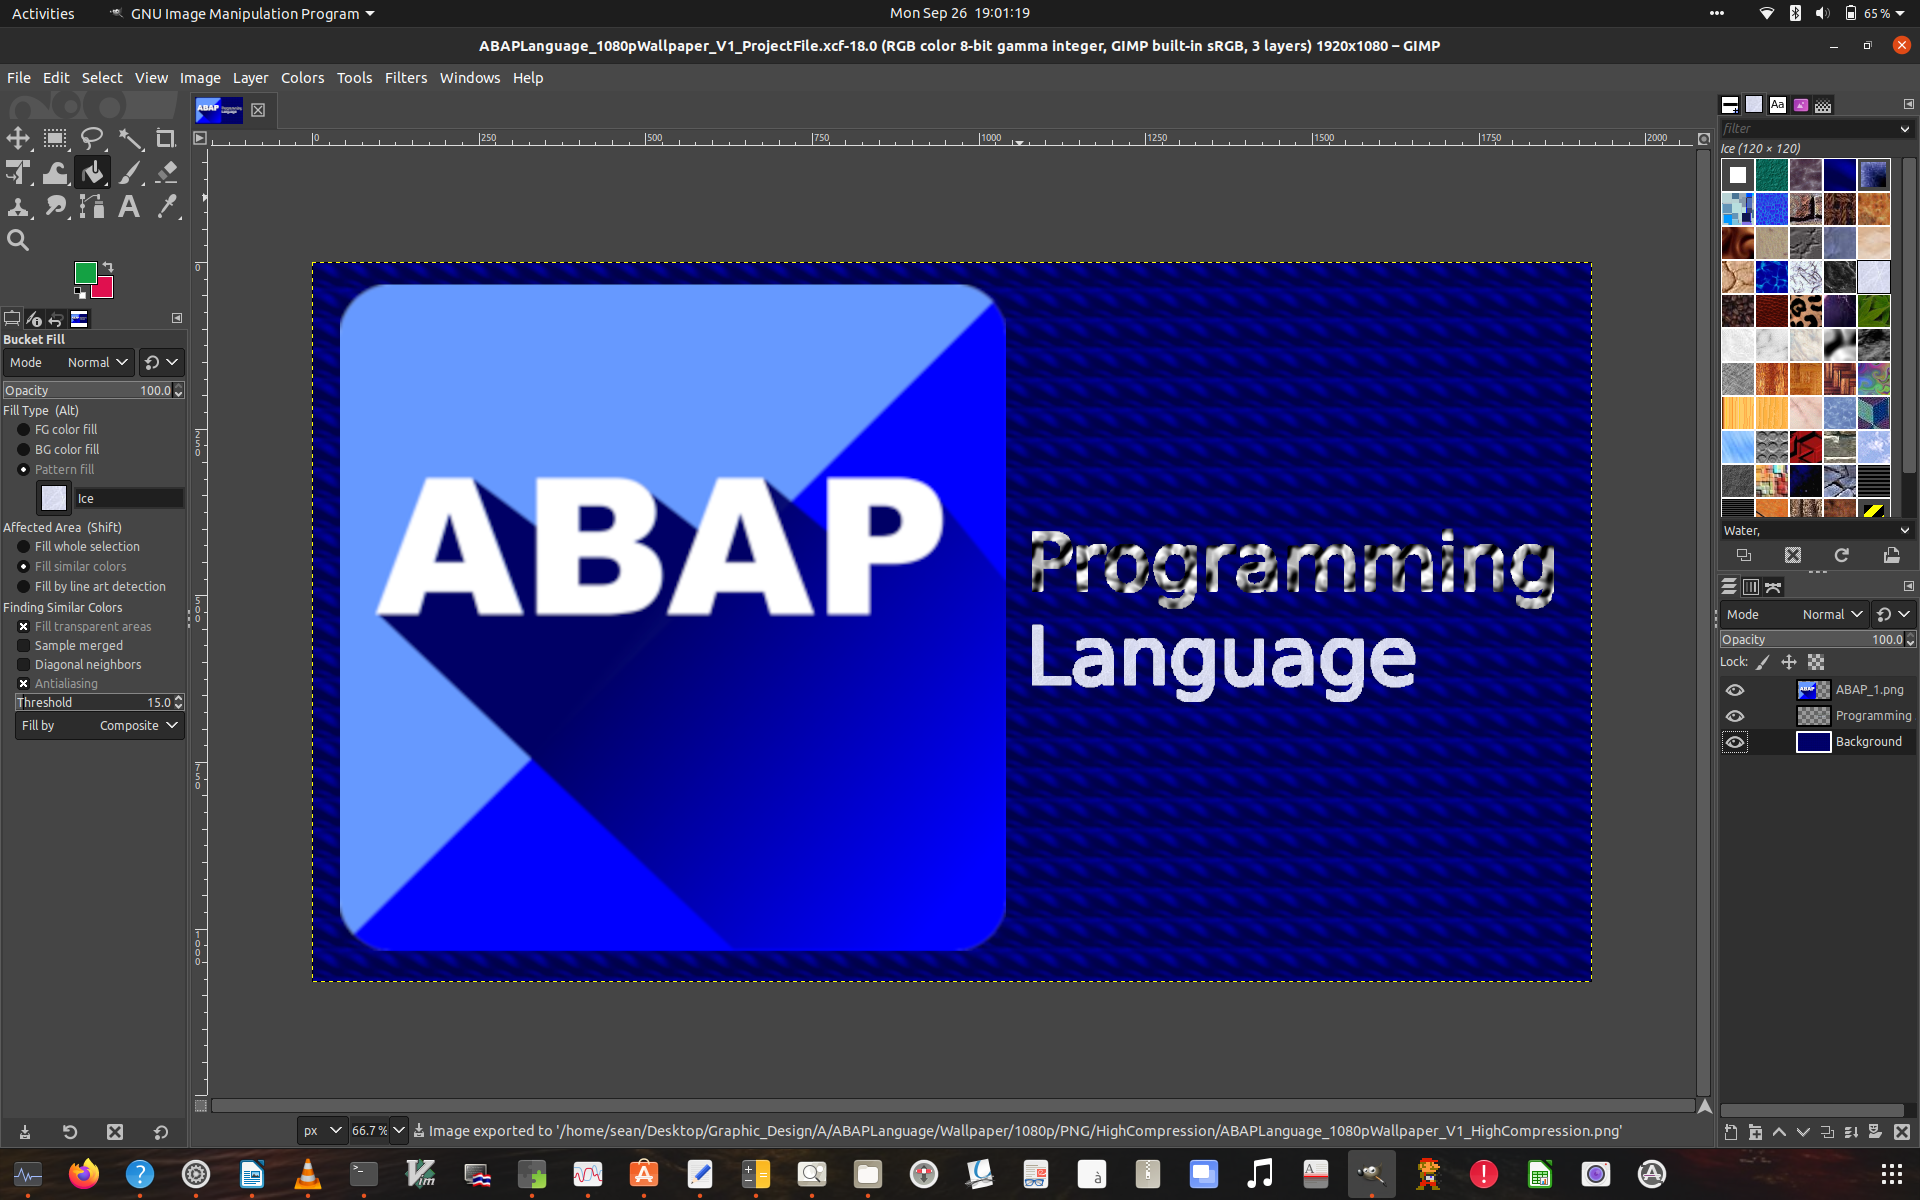 Activities
GNU Image Manipulation Program
Mon Sep 26 19:01:19
65 %
ABAPLanguage_1080pWallpaper_V1_ProjectFile.xcf-18.0 (RGB color 8-bit gamma integer, GIMP built-in sRGB, 3 layers) 1920x1080 – GIMP
File Edit Select View Image Layer Colors Tools Filters Windows Help
Aa
filter
Ice (120 × 120)
0 250 500 750 1000 1250 1500 1750 2000
0
250
500
750
1000
Bucket Fill
Mode Normal
Opacity 100.0
Fill Type (Alt)
FG color fill
BG color fill
Pattern fill
Ice
Affected Area (Shift)
Fill whole selection
Fill similar colors
Fill by line art detection
Finding Similar Colors
Fill transparent areas
Sample merged
Diagonal neighbors
Antialiasing
Threshold 15.0
Fill by Composite
ABAP
Programming
Language
Water,
Mode Normal
Opacity 100.0
Lock:
ABAP_1.png
Programming
Background
px 66.7 % Image exported to '/home/sean/Desktop/Graphic_Design/A/ABAPLanguage/Wallpaper/1080p/PNG/HighCompression/ABAPLanguage_1080pWallpaper_V1_HighCompression.png'